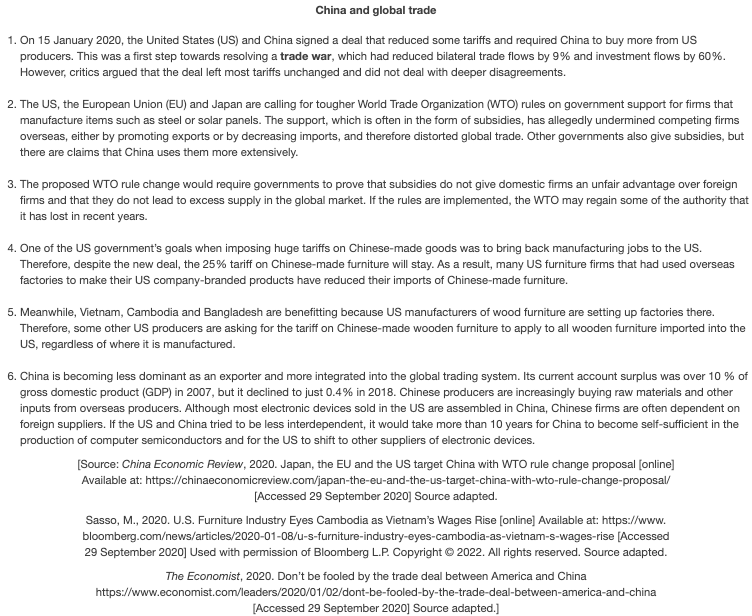 China and global trade
1. On 15 January 2020, the United States (US) and China signed a deal that reduced some tariffs and required China to buy more from US
producers. This was a first step towards resolving a trade war, which had reduced bilateral trade flows by 9% and investment flows by 60%.
However, critics argued that the deal left most tariffs unchanged and did not deal with deeper disagreements.
2. The US, the European Union (EU) and Japan are calling for tougher World Trade Organization (WTO) rules on government support for firms that
manufacture items such as steel or solar panels. The support, which is often in the form of subsidies, has allegedly undermined competing firms
overseas, either by promoting exports or by decreasing imports, and therefore distorted global trade. Other governments also give subsidies, but
there are claims that China uses them more extensively.
3. The proposed WTO rule change would require governments to prove that subsidies do not give domestic firms an unfair advantage over foreign
firms and that they do not lead to excess supply in the global market. If the rules are implemented, the WTO may regain some of the authority that
it has lost in recent years.
4. One of the US government's goals when imposing huge tariffs on Chinese-made goods was to bring back manufacturing jobs to the US.
Therefore, despite the new deal, the 25% tariff on Chinese-made furniture will stay. As a result, many US furniture firms that had used overseas
factories to make their US company-branded products have reduced their imports of Chinese-made furniture.
5. Meanwhile, Vietnam, Cambodia and Bangladesh are benefitting because US manufacturers of wood furniture are setting up factories there.
Therefore, some other US producers are asking for the tariff on Chinese-made wooden furniture to apply to all wooden furniture imported into the
US, regardless of where it is manufactured.
6. China is becoming less dominant as an exporter and more integrated into the global trading system. Its current account surplus was over 10 % of
gross domestic product (GDP) in 2007, but it declined to just 0.4% in 2018. Chinese producers are increasingly buying raw materials and other
inputs from overseas producers. Although most electronic devices sold in the US are assembled in China, Chinese firms are often dependent on
foreign suppliers. If the US and China tried to be less interdependent, it would take more than 10 years for China to become self-sufficient in the
production of computer semiconductors and for the US to shift to other suppliers of electronic devices.
[Source: China Economic Review, 2020. Japan, the EU and the US target China with WTO rule change proposal [online]
Available at: https://chinaeconomicreview.com/japan-the-eu-and-the-us-target-china-with-wto-rule-change-proposal/
[Accessed 29 September 2020] Source adapted.
Sasso, M., 2020. U.S. Furniture Industry Eyes Cambodia as Vietnam's Wages Rise [online] Available at: https://www.
bloomberg.com/news/articles/2020-01-08/u-s-furniture-industry-eyes-cambodia-as-vietnam-s-wages-rise [Accessed
29 September 2020] Used with permission of Bloomberg L.P. Copyright © 2022. All rights reserved. Source adapted.
The Economist, 2020. Don't be fooled by the trade deal between America and China
https://www.economist.com/leaders/2020/01/02/dont-be-fooled-by-the-trade-deal-between-america-and-china
[Accessed 29 September 2020] Source adapted.]